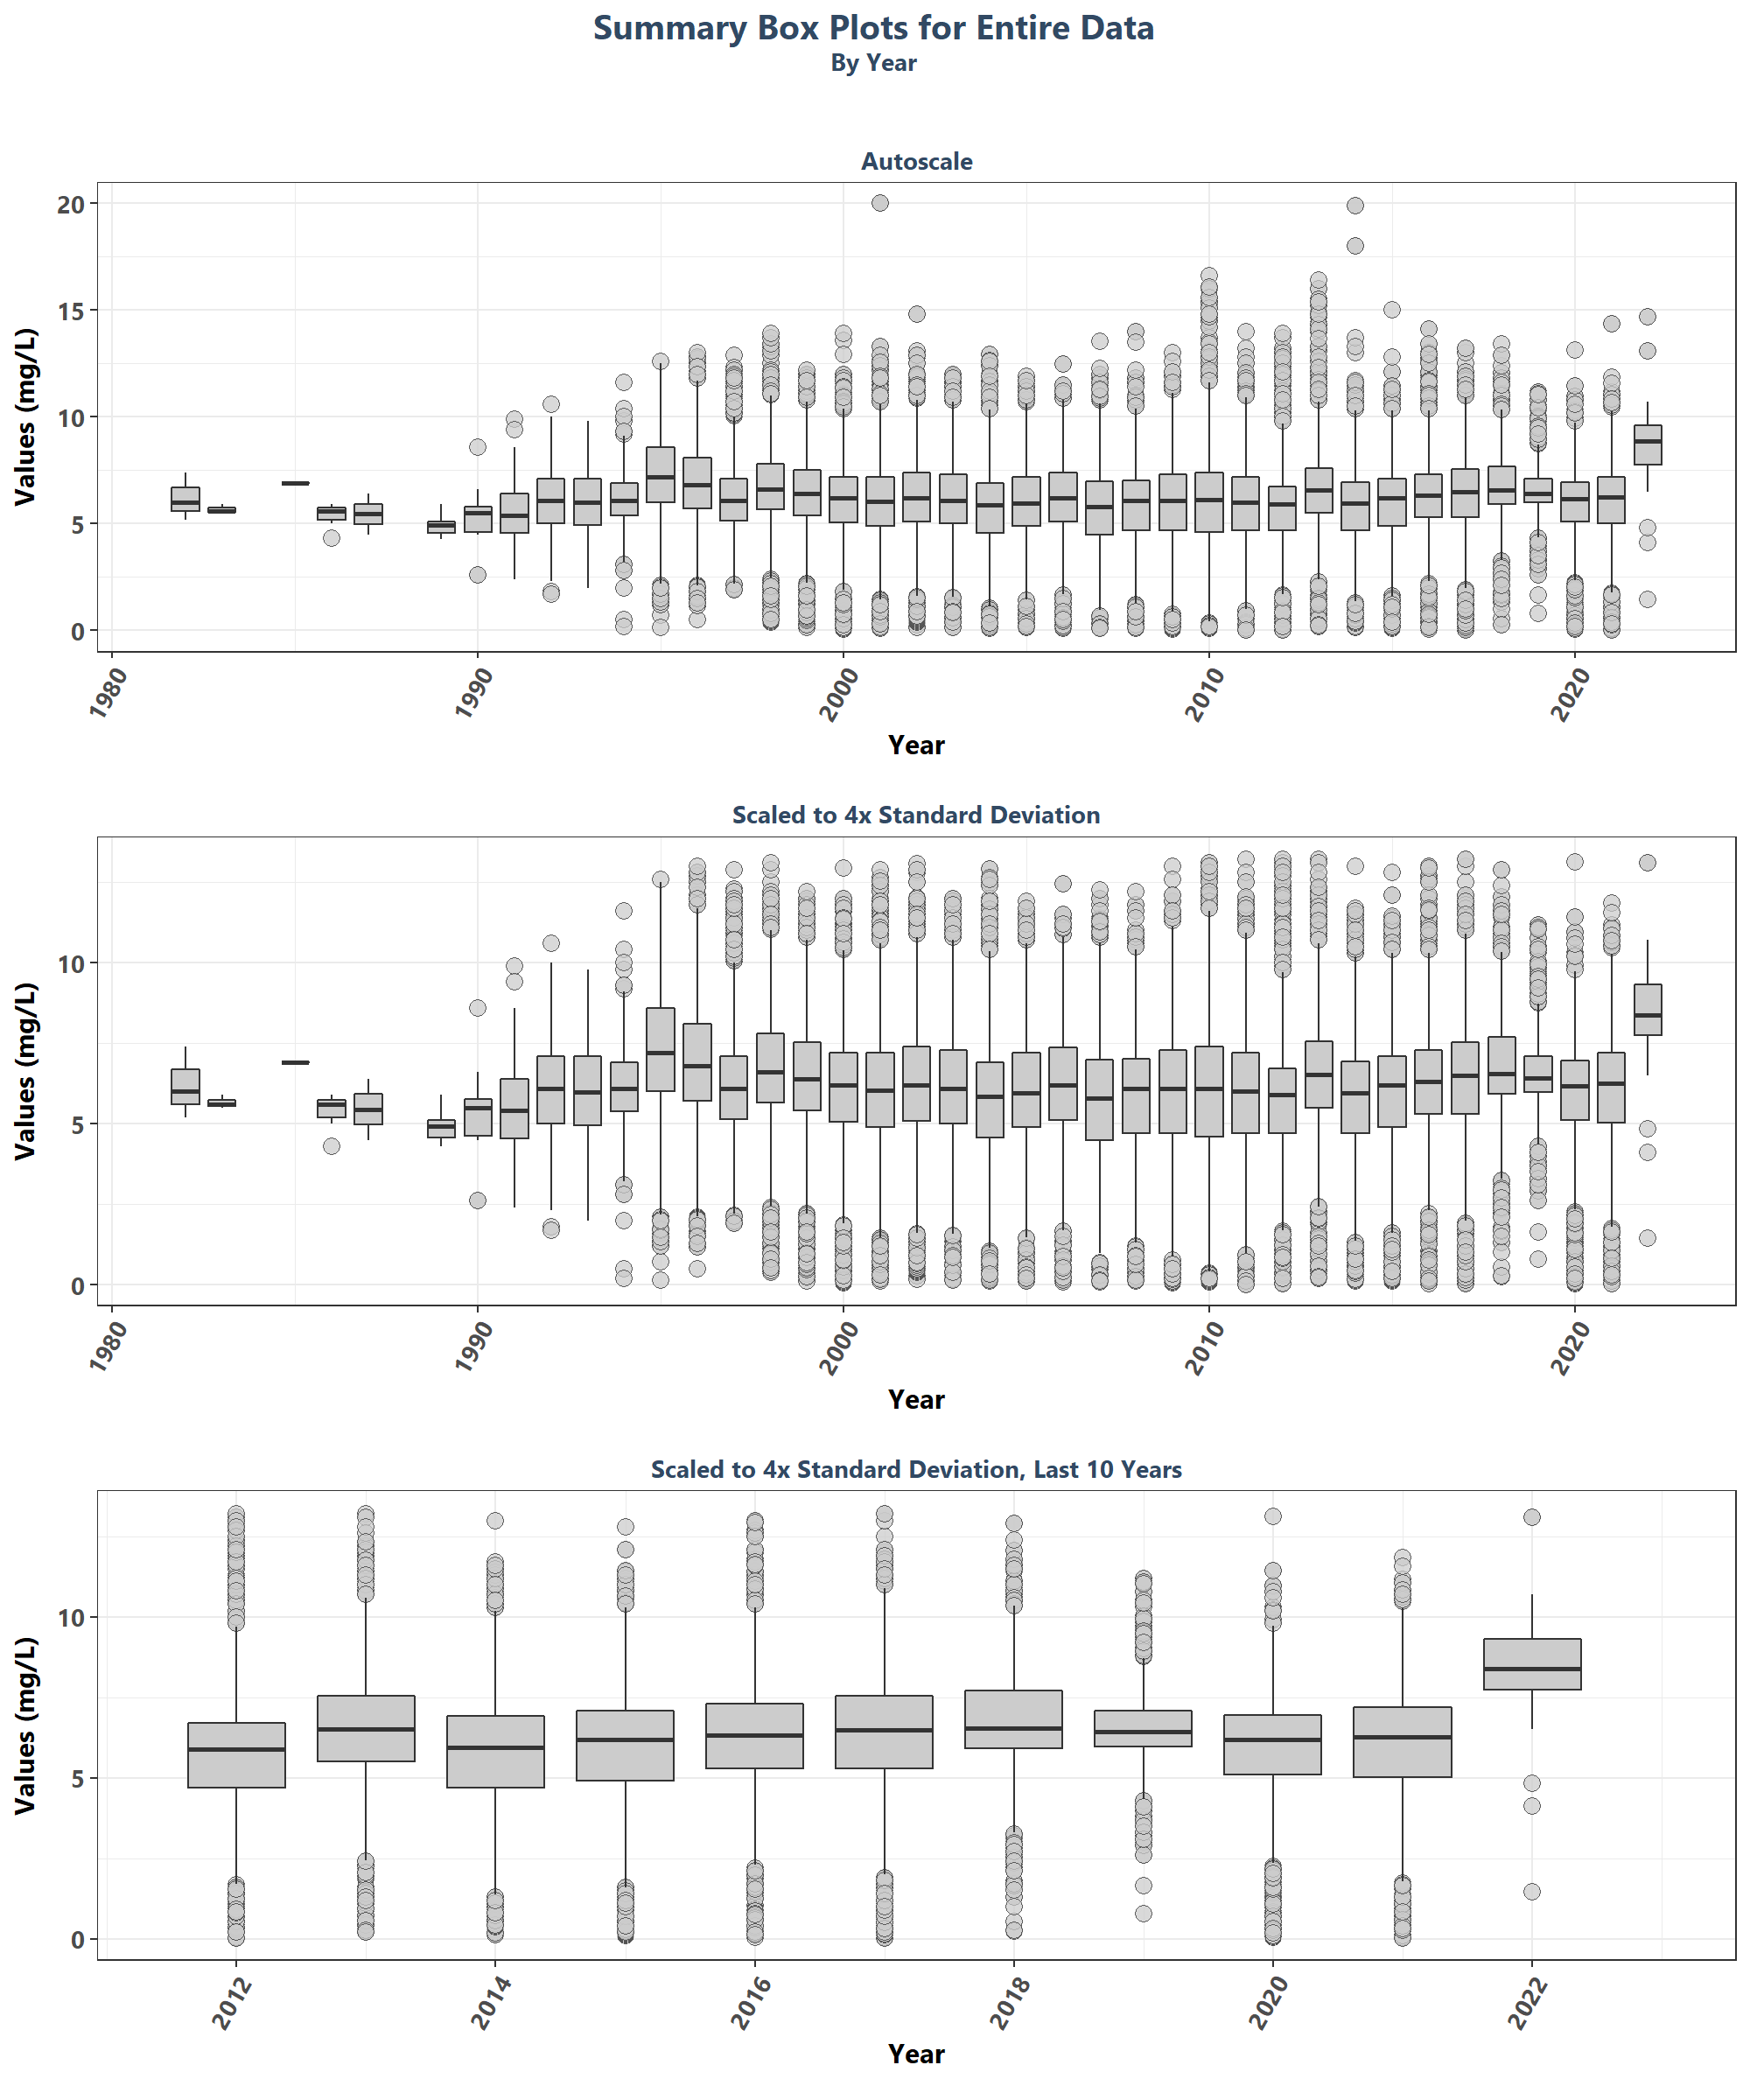 Summary Box Plots for Entire Data
By Year
Autoscale
Values (mg/L)
20
15
10
5
0
1980
1990
2000
2010
2020
Year
Scaled to 4x Standard Deviation
Values (mg/L)
10
5
0
1980
1990
2000
2010
2020
Year
Scaled to 4x Standard Deviation, Last 10 Years
Values (mg/L)
10
5
0
2012
2014
2016
2018
2020
2022
Year